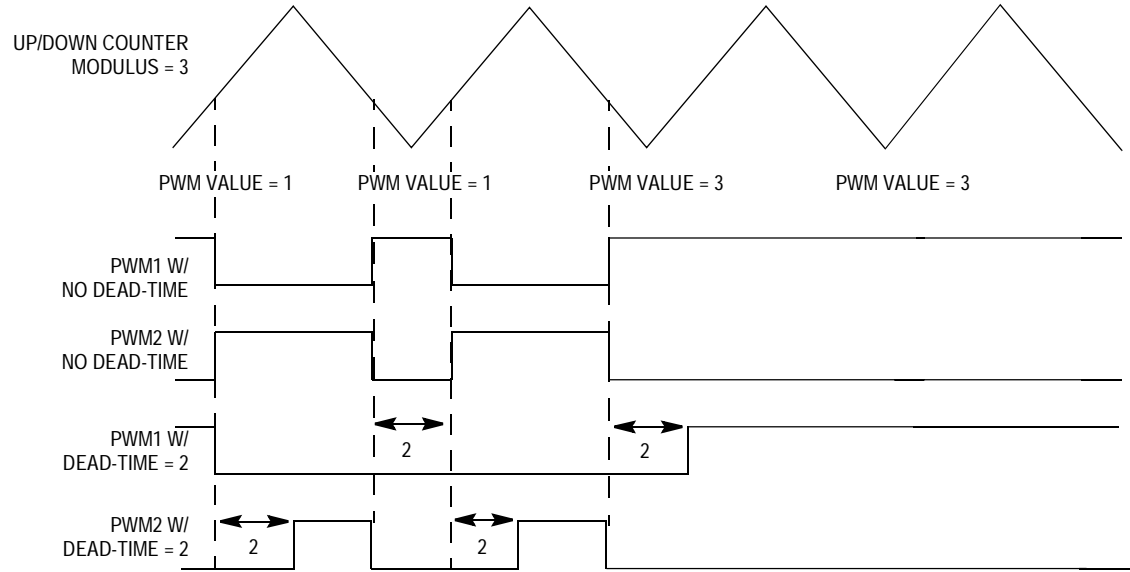 UP/DOWN COUNTER
MODULUS = 3
PWM VALUE = 1
PWM VALUE = 1
PWM VALUE = 3
PWM VALUE = 3
PWM1 W/
NO DEAD-TIME
PWM2 W/
NO DEAD-TIME
PWM1 W/
DEAD-TIME = 2
2
2
PWM2 W/
DEAD-TIME = 2
2
2